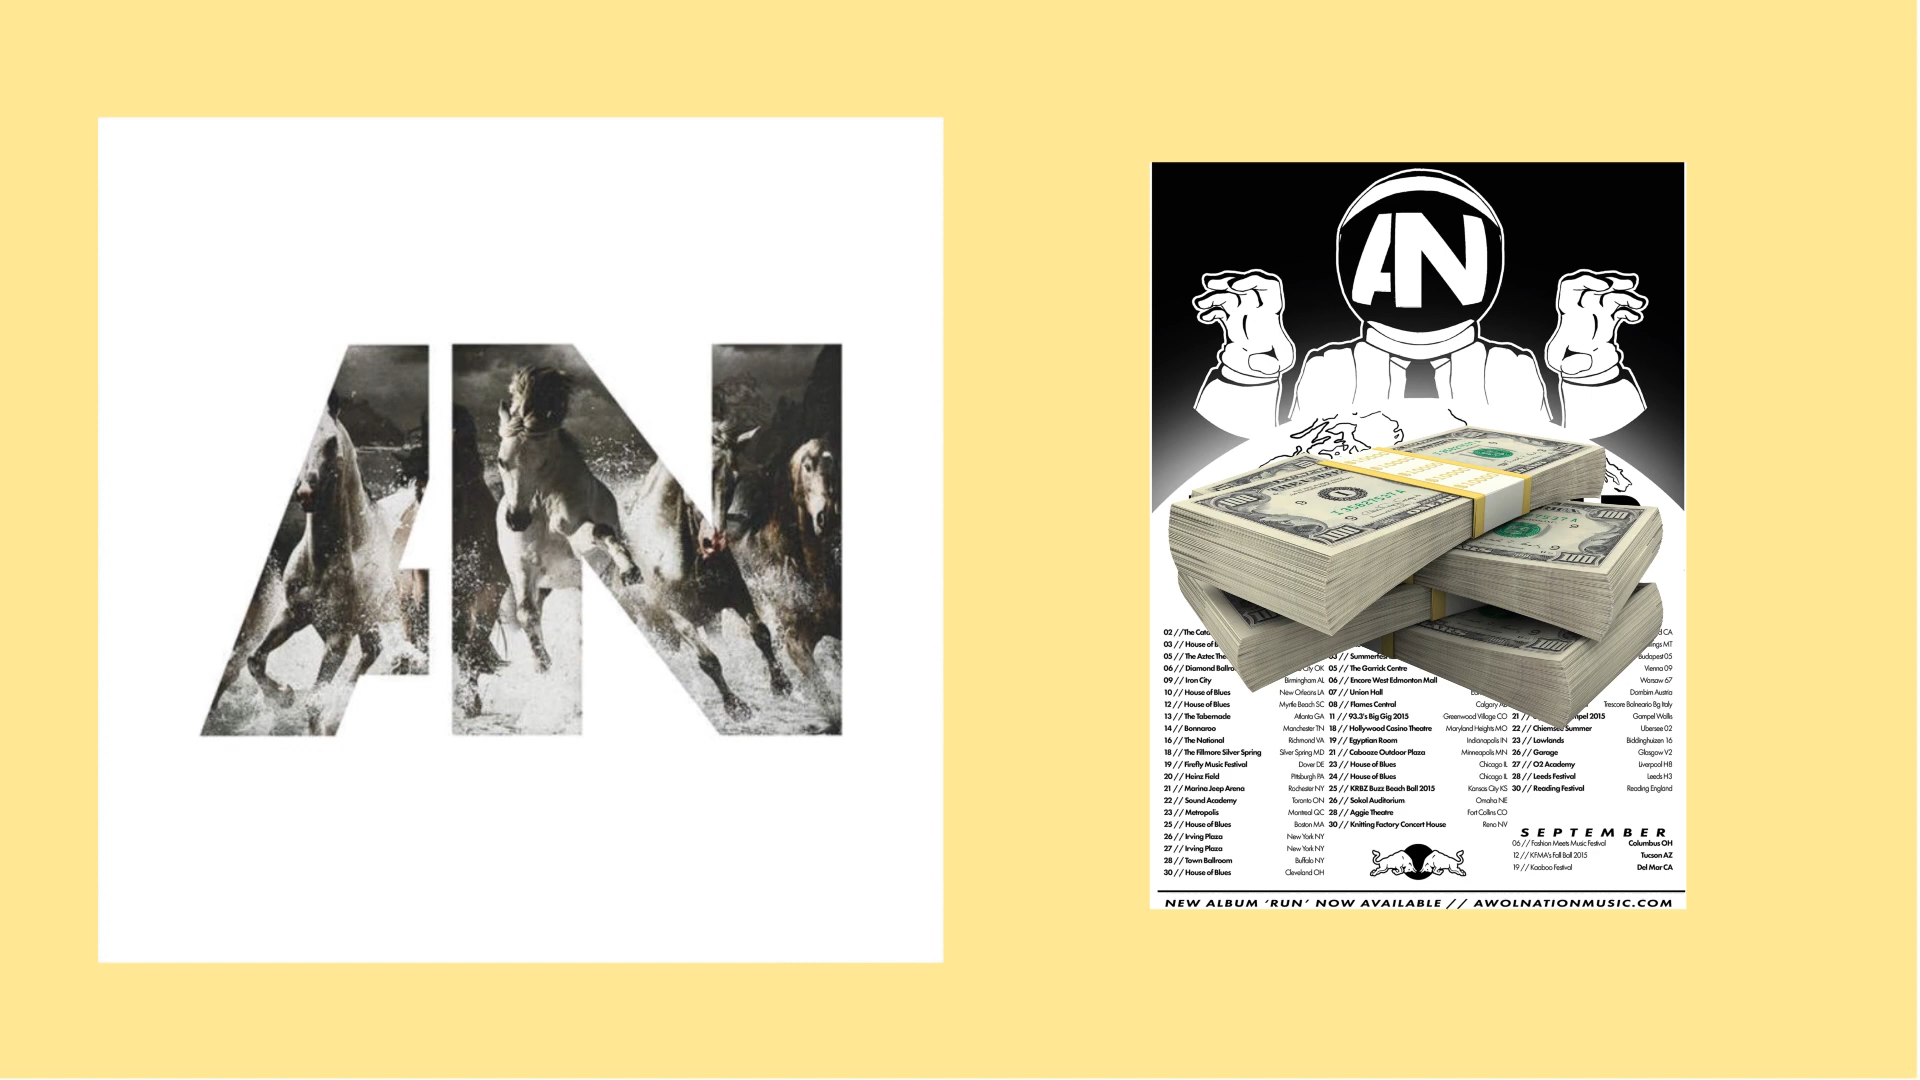 AN
AN
02 // The
03 // House of
05 // The Aztec
06 // Diamond
09 // Iron City Birmingham AL
10 // House of Blues New Orleans LA
12 // House of Blues Myrtle Beach SC
13 // The Tabernade Atlanta GA
14 // Bonnaroo Manchester TN
16 // The National Richmond VA
18 // The Fillmore Silver Spring Silver Spring MD
19 // Firefly Music Festival Dover DE
20 // Heinz Field Pittsburgh PA
21 // Marina Jeep Arena Rochester NY
22 // Sound Academy Toronto ON
23 // Metropolis Montreal QC
25 // House of Blues Boston MA
26 // Irving Plaza New York NY
27 // Irving Plaza New York NY
28 // Town Ballroom Buffalo NY
30 // House of Blues Cleveland OH
05 // The Garrick Centre
06 // Encore West Edmonton Mall
07 // Union Hall
08 // Flames Central Calgary
11 // 93.3's Big Gig 2015 Greenwood Village CO
18 // Hollywood Casino Theatre Maryland Heights MO
19 // Egyptian Room Indianapolis IN
21 // Cabooze Outdoor Plaza Minneapolis MN
23 // House of Blues Chicago IL
24 // House of Blues Chicago IL
25 // KRBZ Buzz Beach Ball 2015 Kansas City KS
26 // Sokol Auditorium Omaha NE
28 // Aggie Theatre Fort Collins CO
30 // Knitting Factory Concert House Reno NV
CA
MT
Budapest 05
Vienna 09
Warsaw 67
Dornbirn Austria
Trescore Balneario Bg Italy
21 // 2015 Gampel Wallis
22 // Chiemsee Summer Ubersee 02
23 // Lowlands Biddinghuizen 16
26 // Garage Glasgow V2
27 // O2 Academy Liverpool H8
28 // Leeds Festival Leeds H3
30 // Reading Festival Reading England
SEPTEMBER
06 // Fashion Meets Music Festival Columbus OH
12 // KFMA's Fall Ball 2015 Tucson AZ
19 // Kaaboo Festival Del Mar CA
NEW ALBUM 'RUN' NOW AVAILABLE // AWOLNATIONMUSIC.COM